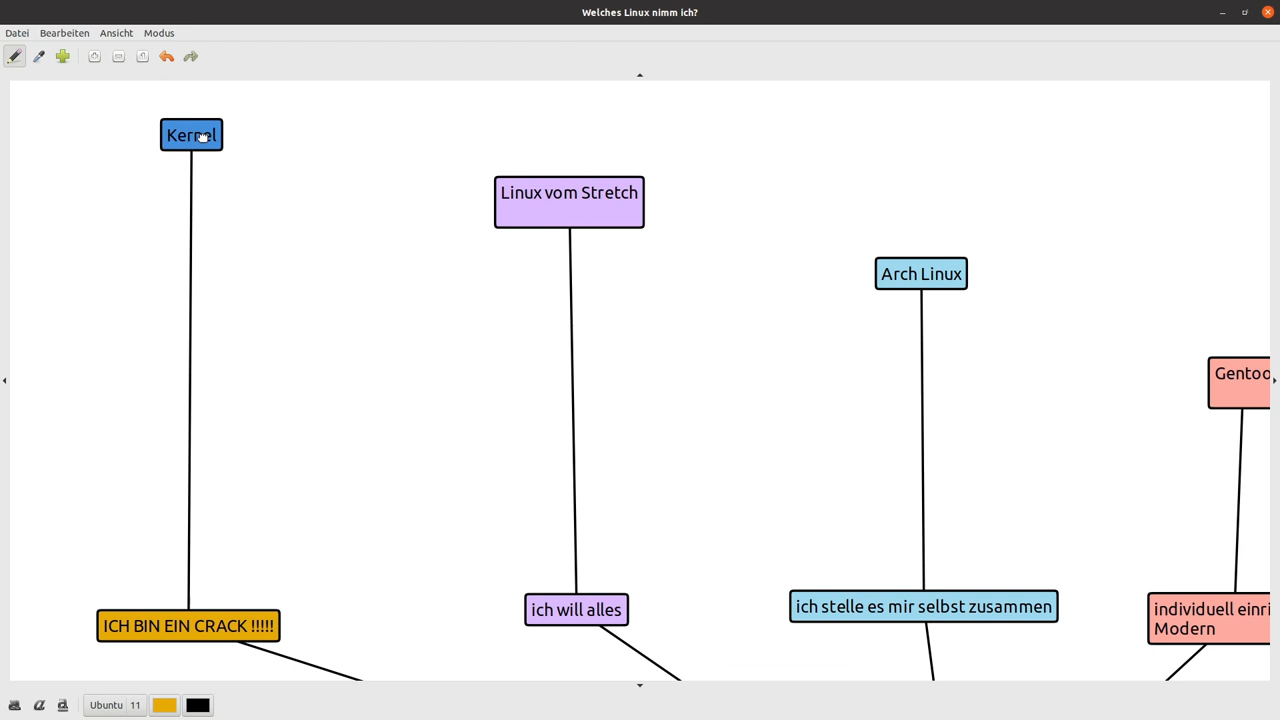 Welches Linux nimm ich?
Datei Bearbeiten Ansicht Modus
Kernel
Linux vom Stretch
Arch Linux
Gentoo
ich will alles
ich stelle es mir selbst zusammen
individuell einri
Modern
ICH BIN EIN CRACK !!!!!
Ubuntu 11